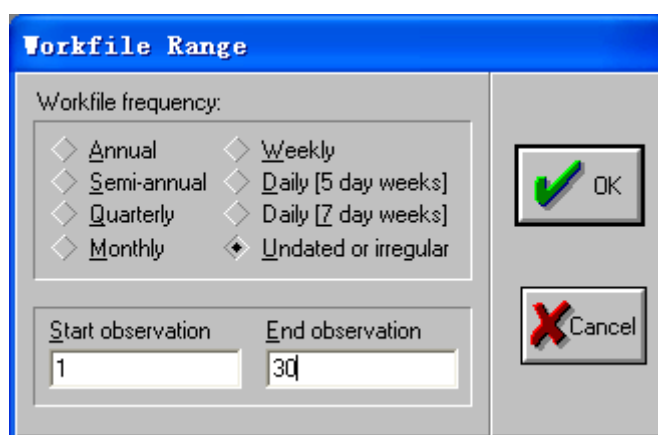 Workfile Range
Workfile frequency:
Annual Weekly
Semi-annual Daily [5 day weeks]
Quarterly Daily [7 day weeks]
Monthly Undated or irregular
Start observation End observation
1 30
OK
Cancel